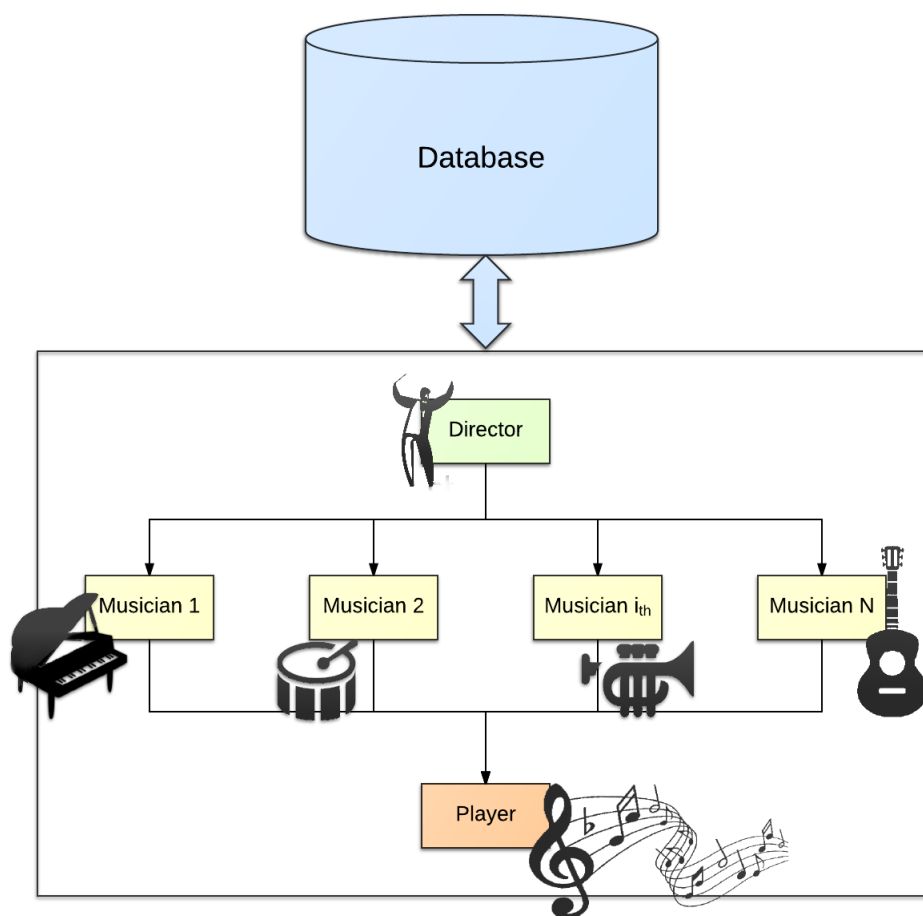 Database
Director
Musician 1
Musician 2
Musician ith
Musician N
Player